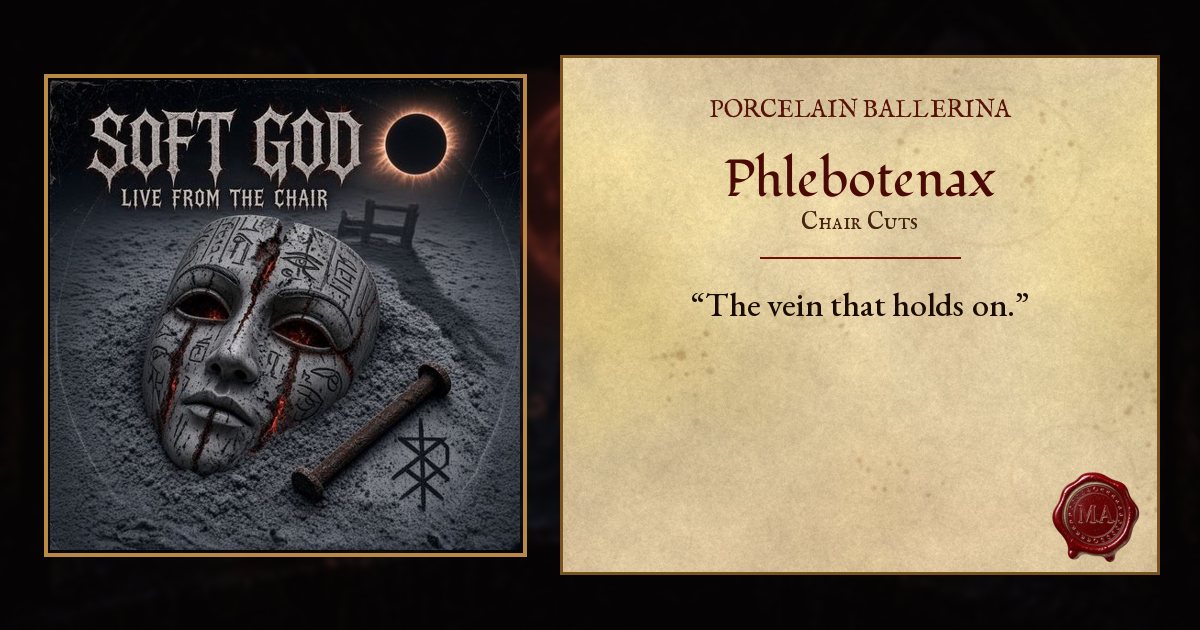 SOFT GOD
LIVE FROM THE CHAIR
PORCELAIN BALLERINA
Phlebotenax
Chair Cuts
“The vein that holds on.”
MA